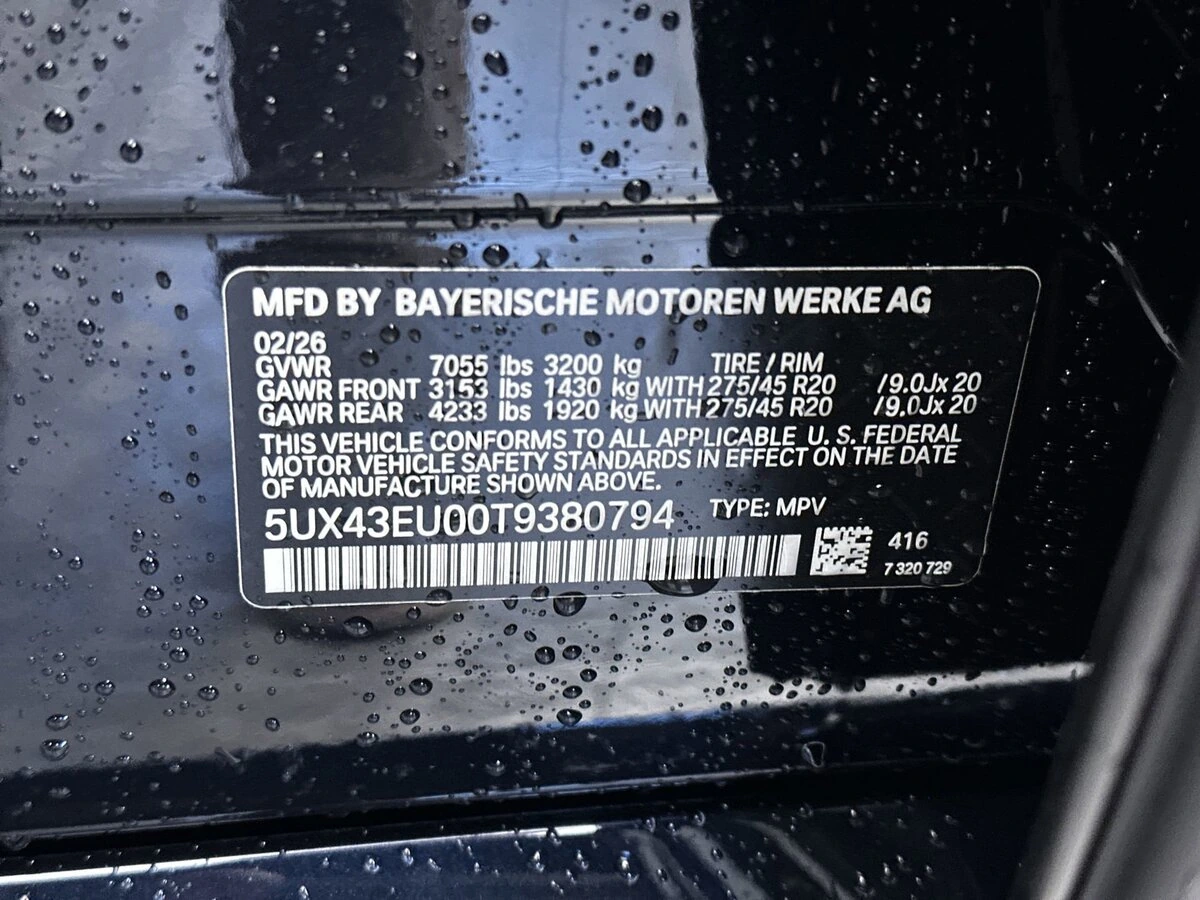 MFD BY BAYERISCHE MOTOREN WERKE AG
02/26
GVWR 7055 lbs 3200 kg TIRE / RIM
GAWR FRONT 3153 lbs 1430 kg WITH 275/45 R20 /9.0Jx 20
GAWR REAR 4233 lbs 1920 kg WITH 275/45 R20 /9.0Jx 20
THIS VEHICLE CONFORMS TO ALL APPLICABLE U. S. FEDERAL
MOTOR VEHICLE SAFETY STANDARDS IN EFFECT ON THE DATE
OF MANUFACTURE SHOWN ABOVE.
5UX43EU00T9380794 TYPE: MPV
416
7 320 729